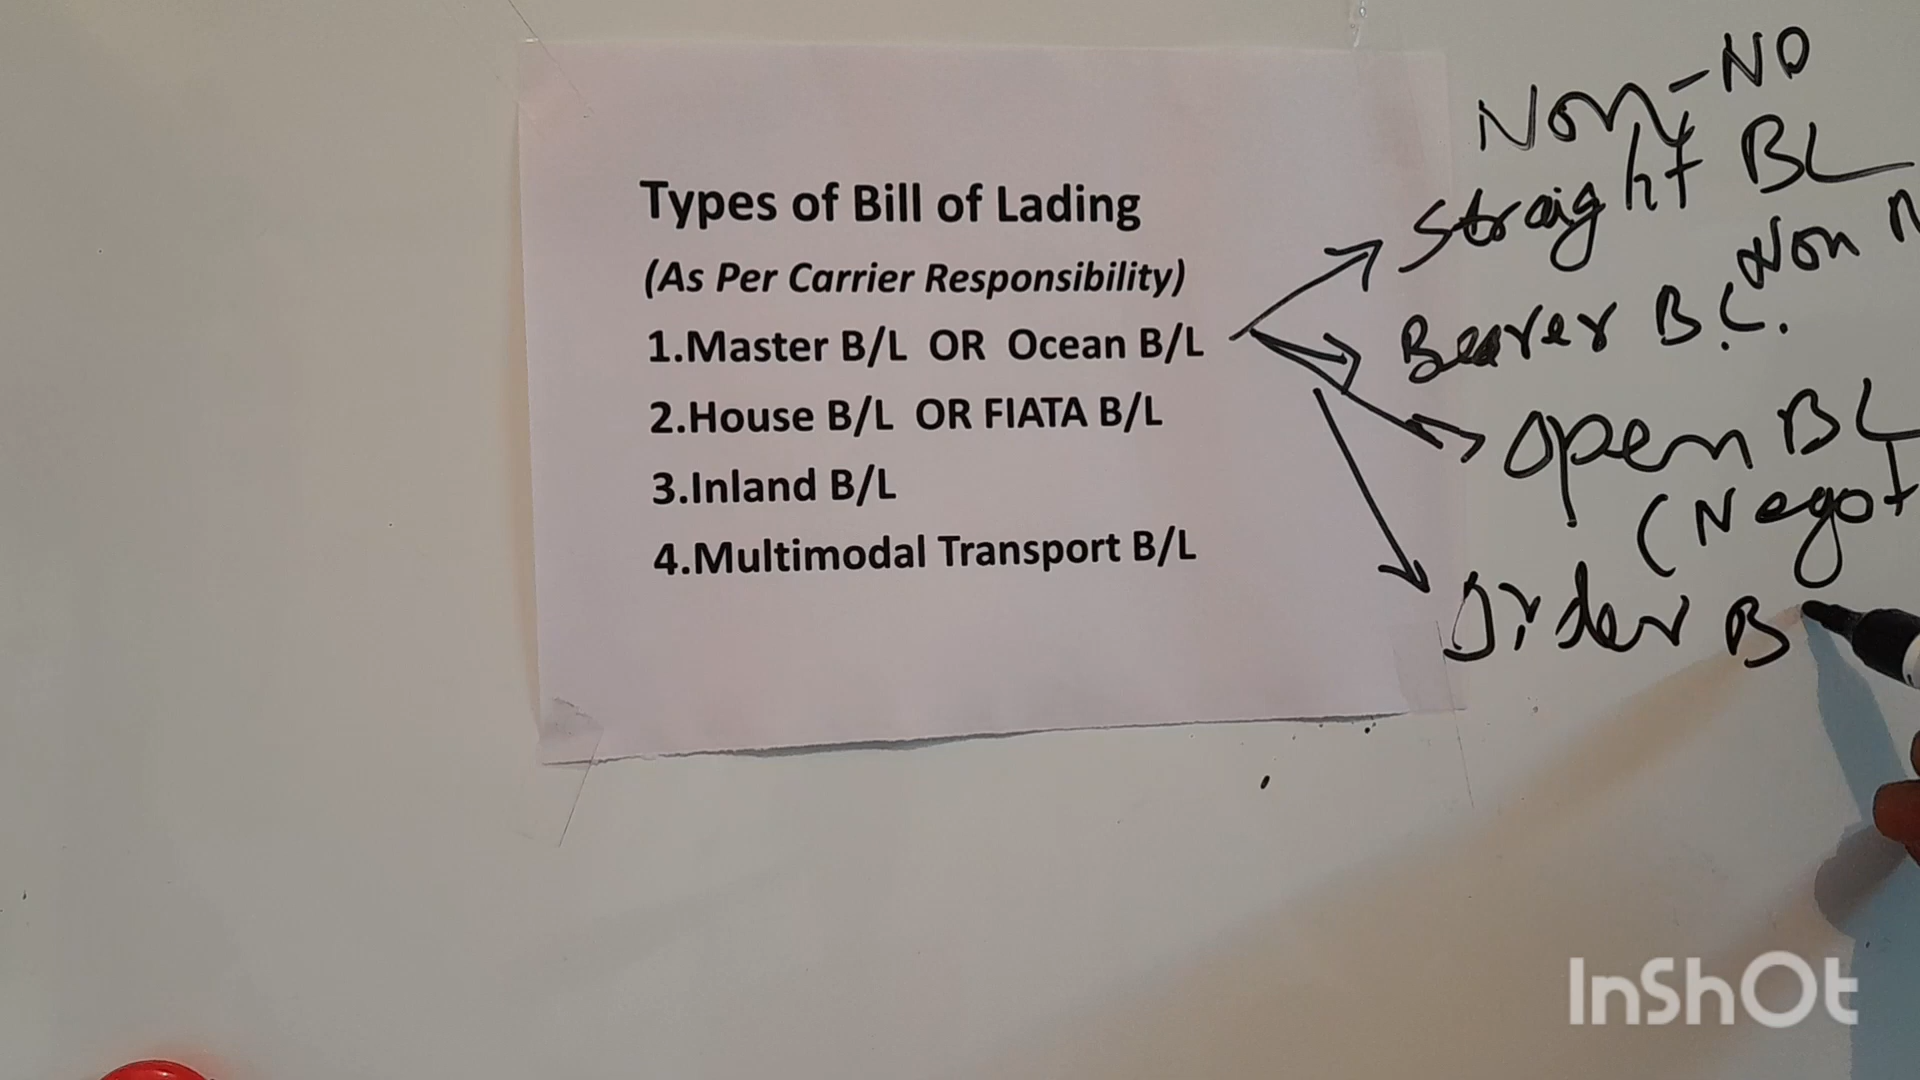 Types of Bill of Lading
(As Per Carrier Responsibility)
1.Master B/L OR Ocean B/L
2.House B/L OR FIATA B/L
3.Inland B/L
4.Multimodal Transport B/L
Non-NO
Straight BL
Non N
Bearer B.L.
Open BL
(Negot
Order B
InShOt